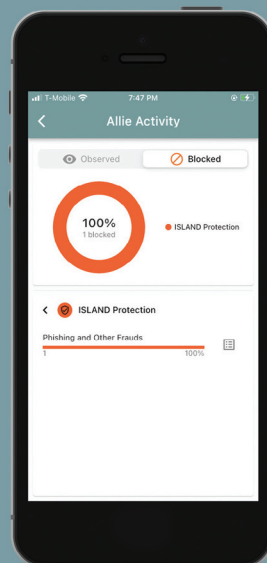 T-Mobile 7:47 PM
Allie Activity
Observed Blocked
100%
1 blocked
ISLAND Protection
ISLAND Protection
Phishing and Other Frauds
1 100%